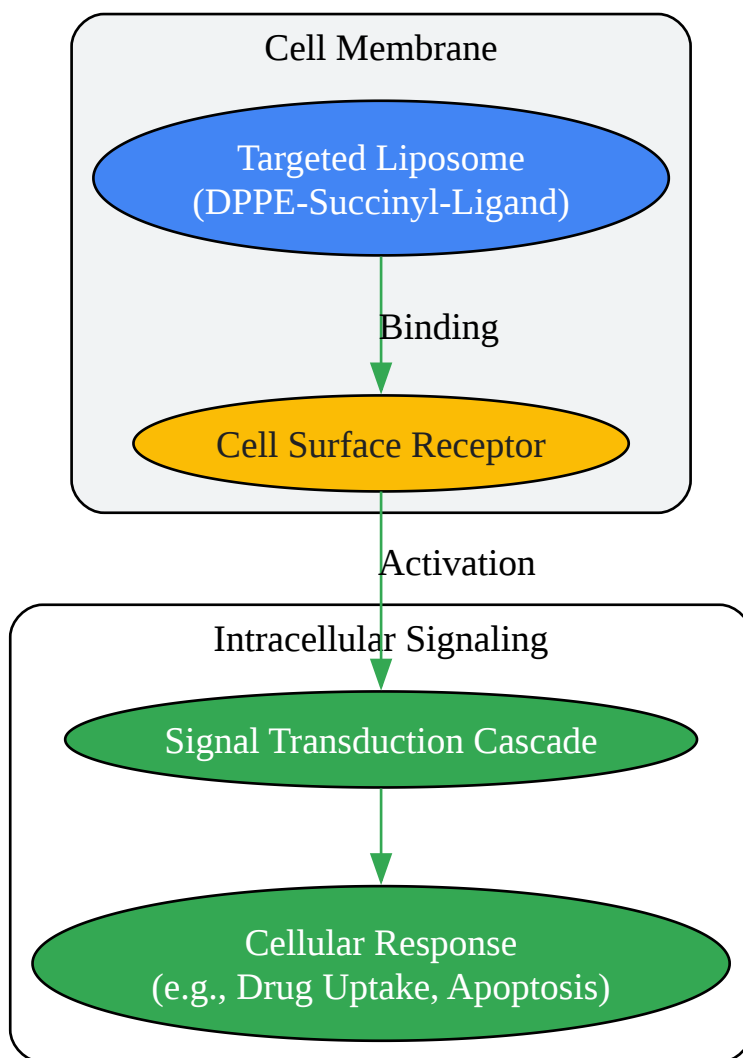 Cell Membrane
Targeted Liposome
(DPPE-Succinyl-Ligand)
Binding
Cell Surface Receptor
Activation
Intracellular Signaling
Signal Transduction Cascade
Cellular Response
(e.g., Drug Uptake, Apoptosis)